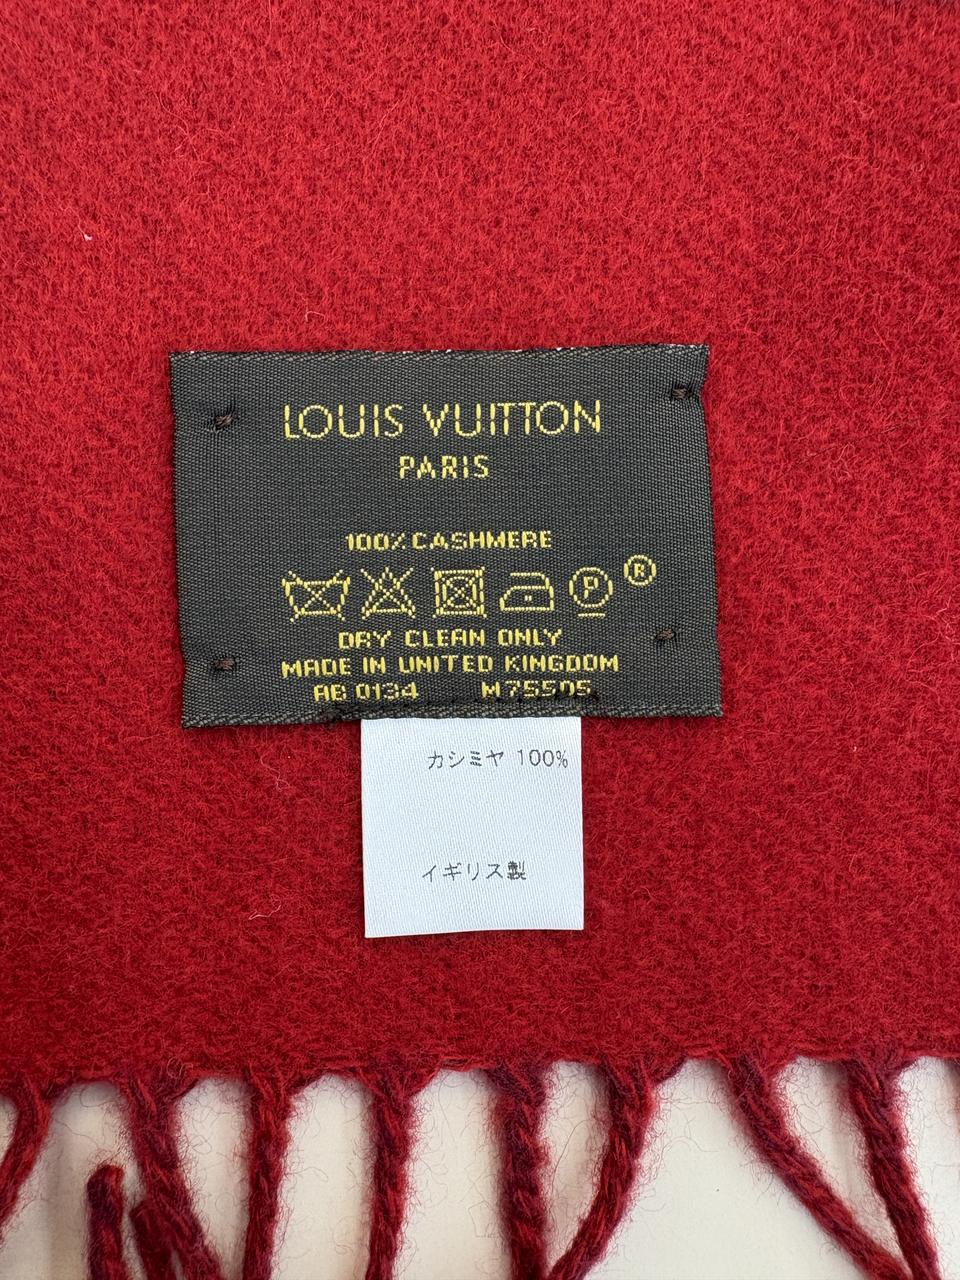 LOUIS VUITTON
PARIS
100% CASHMERE
P ®
DRY CLEAN ONLY
MADE IN UNITED KINGDOM
AB 0134 M75505
カシミヤ 100%
イギリス製